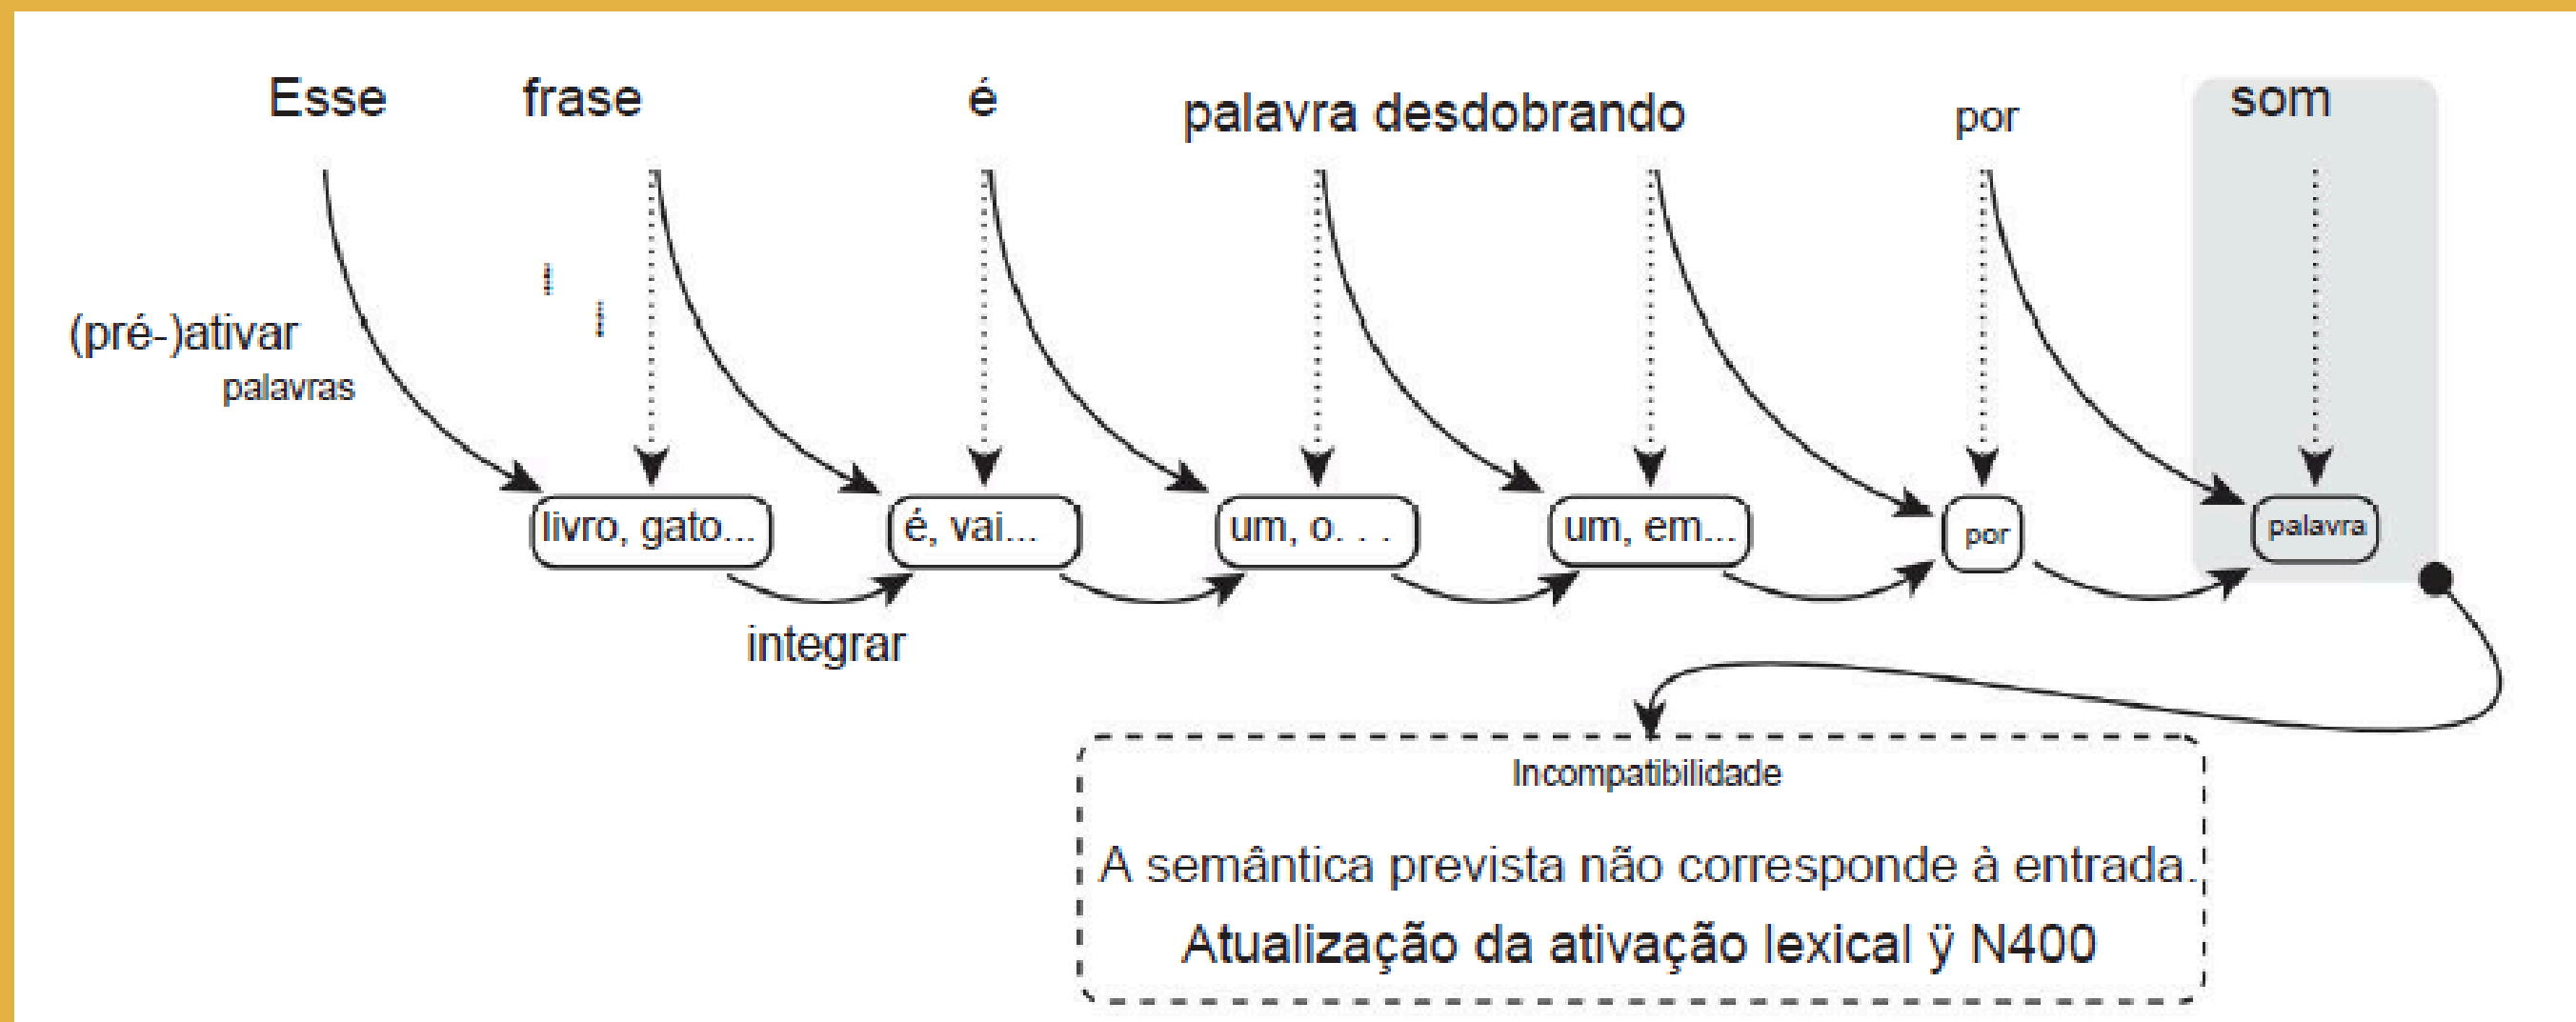 Esse frase é palavra desdobrando por som
(pré-)ativar
palavras
livro, gato... é, vai... um, o. . . um, em... por palavra
integrar
Incompatibilidade
A semântica prevista não corresponde à entrada.
Atualização da ativação lexical ÿ N400